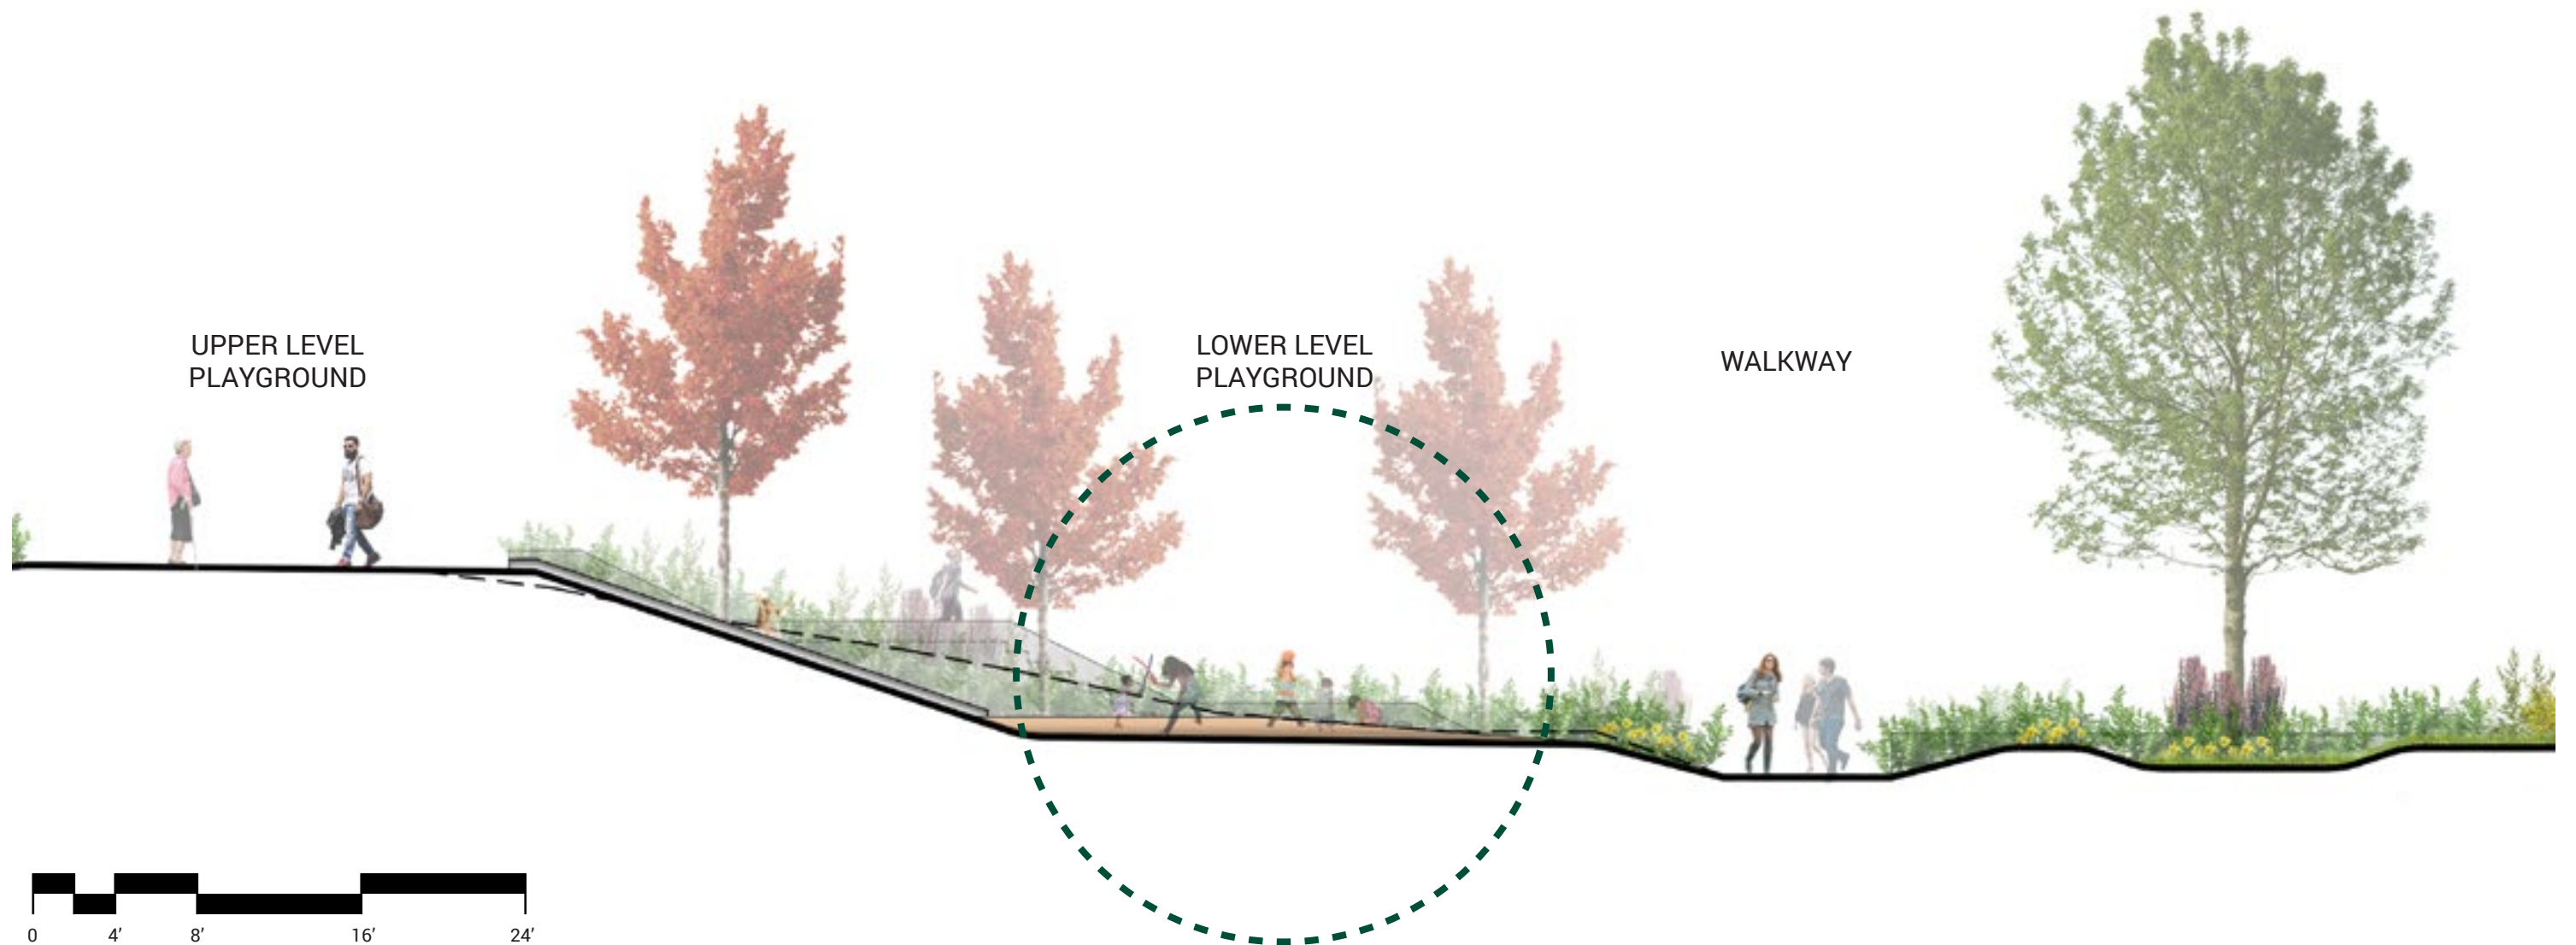 UPPER LEVEL
PLAYGROUND
LOWER LEVEL
PLAYGROUND
WALKWAY
0
4’
8’
16’
24’